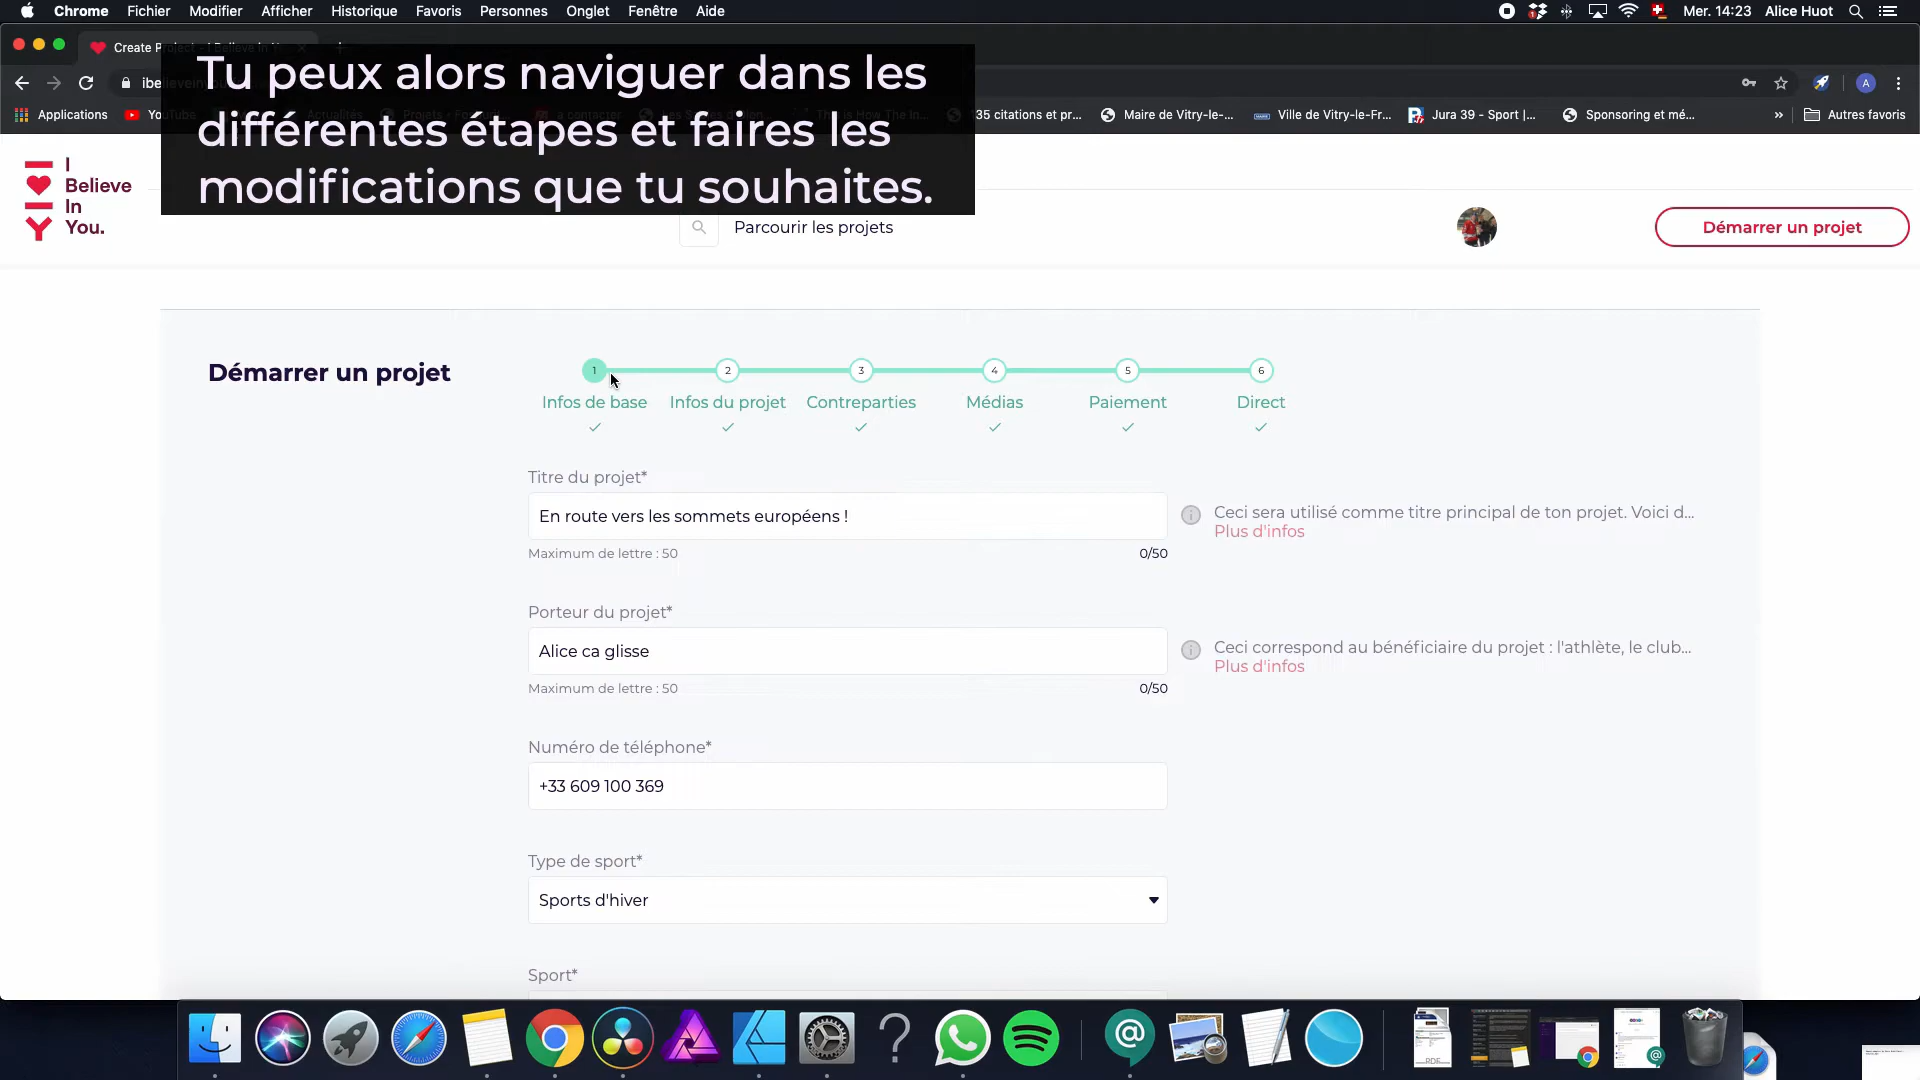 Chrome Fichier Modifier Afficher Historique Favoris Personnes Onglet Fenêtre Aide
Mer. 14:23 Alice Huot
Create P
Tu peux alors naviguer dans les
différentes étapes et faires les
modifications que tu souhaites.
Applications
35 citations et pr...
Maire de Vitry-le-...
Ville de Vitry-le-Fr...
Jura 39 - Sport |...
Sponsoring et mé...
»
Autres favoris
A
I
Believe
In
You.
Parcourir les projets
Démarrer un projet
Démarrer un projet
1 2 3 4 5 6
Infos de base Infos du projet Contreparties Médias Paiement Direct
Titre du projet*
En route vers les sommets européens !
Ceci sera utilisé comme titre principal de ton projet. Voici d...
Plus d'infos
Maximum de lettre : 50 0/50
Porteur du projet*
Alice ca glisse
Ceci correspond au bénéficiaire du projet : l'athlète, le club...
Plus d'infos
Maximum de lettre : 50 0/50
Numéro de téléphone*
+33 609 100 369
Type de sport*
Sports d'hiver
Sport*
PDF